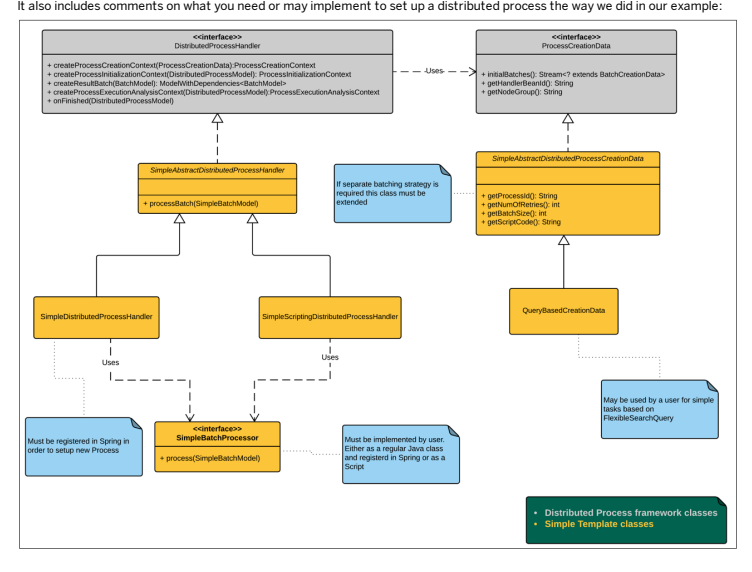 It also includes comments on what you need or may implement to set up a distributed process the way we did in our example:
<<interface>>
DistributedProcessHandler
+ createProcessCreationContext(ProcessCreationData):ProcessCreationContext
+ createProcessInitializationContext(DistributedProcessModel): ProcessInitializationContext
+ createResultBatch(BatchModel): ModelWithDependencies<BatchModel>
+ createProcessExecutionAnalysisContext(DistributedProcessModel):ProcessExecutionAnalysisContext
+ onFinished(DistributedProcessModel)
Uses
<<interface>>
ProcessCreationData
+ initialBatches(): Stream<? extends BatchCreationData>
+ getHandlerBeanId(): String
+ getNodeGroup(): String
SimpleAbstractDistributedProcessHandler
+ processBatch(SimpleBatchModel)
If separate batching strategy is
required this class must be
extended
SimpleAbstractDistributedProcessCreationData
+ getProcessId(): String
+ getNumOfRetries(): int
+ getBatchSize(): int
+ getScriptCode(): String
SimpleDistributedProcessHandler
SimpleScriptingDistributedProcessHandler
QueryBasedCreationData
Uses
Uses
Must be registered in Spring in
order to setup new Process
<<interface>>
SimpleBatchProcessor
+ process(SimpleBatchModel)
Must be implemented by user.
Either as a regular Java class
and registerd in Spring or as a
Script
May be used by a user for simple
tasks based on
FlexibleSearchQuery
• Distributed Process framework classes
• Simple Template classes